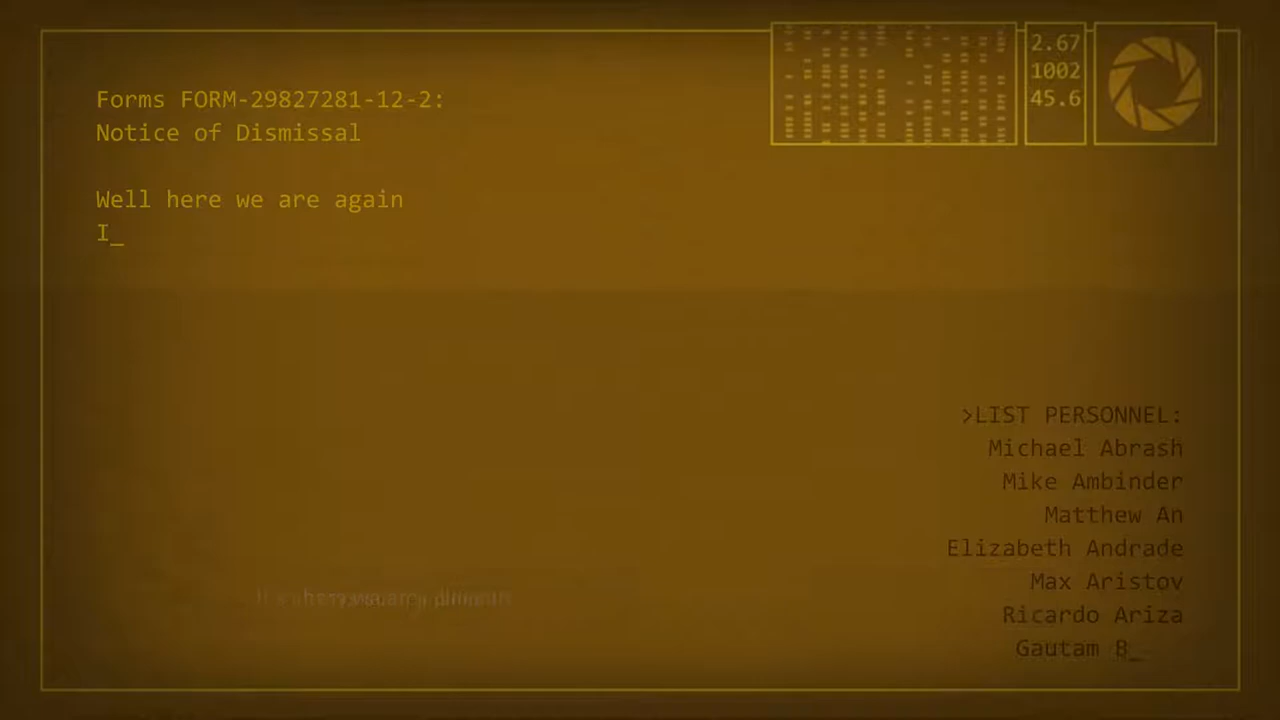 Forms FORM-29827281-12-2:
Notice of Dismissal
Well here we are again
I_
2.67
1002
45.6
>LIST PERSONNEL:
Michael Abrash
Mike Ambinder
Matthew An
Elizabeth Andrade
Max Aristov
Ricardo Ariza
Gautam B_